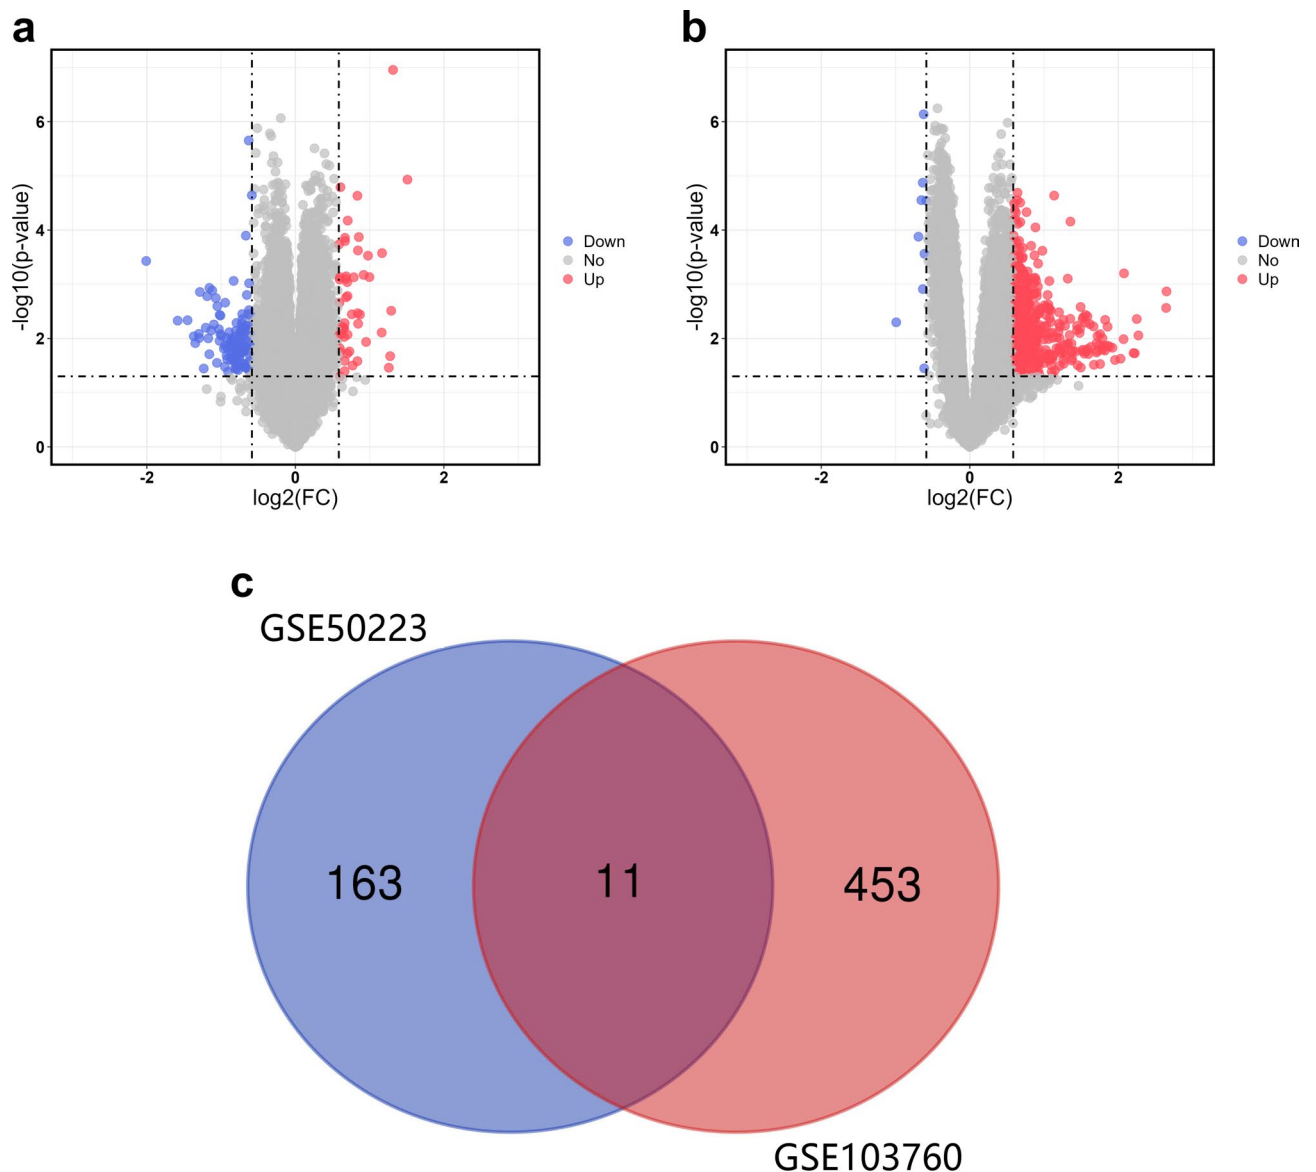 a
-log10(p-value)
6
4
2
0
-2 0 2
log2(FC)
Down
No
Up
b
-log10(p-value)
6
4
2
0
-2 0 2
log2(FC)
Down
No
Up
c
GSE50223
163 11 453
GSE103760